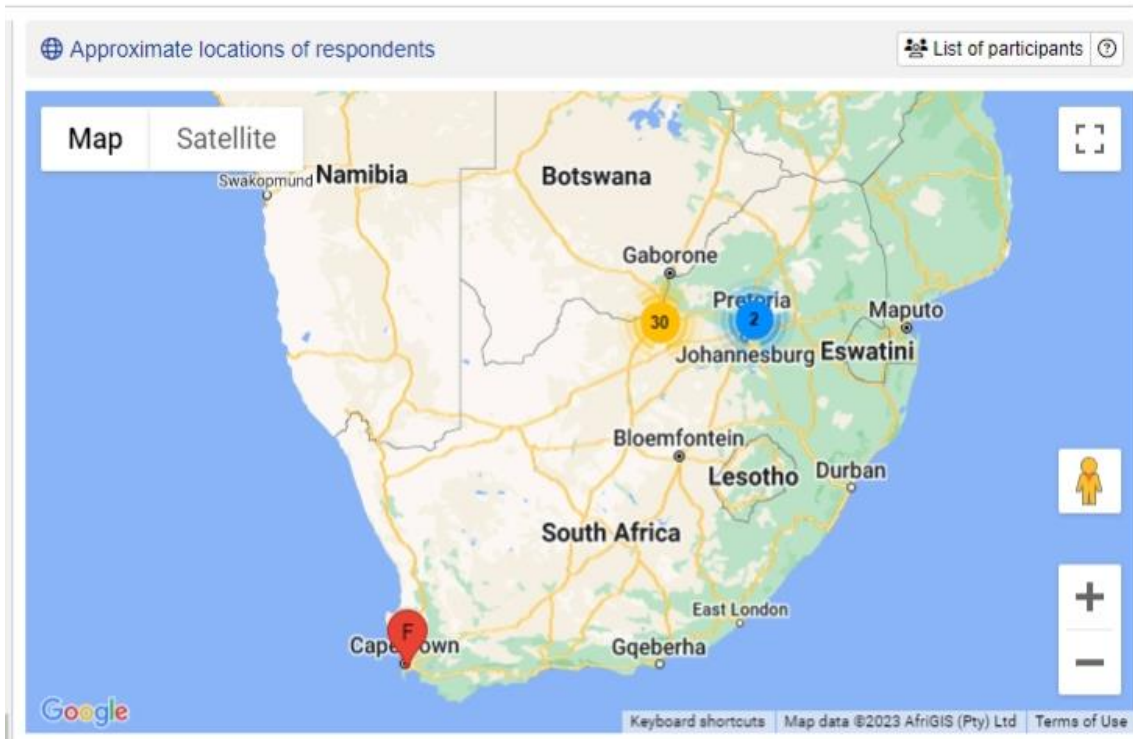 Approximate locations of respondents
List of participants
Map Satellite
Swakopmund
Namibia
Botswana
Gaborone
30
Pretoria
2
Maputo
Johannesburg
Eswatini
Bloemfontein
Lesotho
Durban
South Africa
East London
F
Cape Town
Gqeberha
Google
Keyboard shortcuts Map data ©2023 AfriGIS (Pty) Ltd Terms of Use